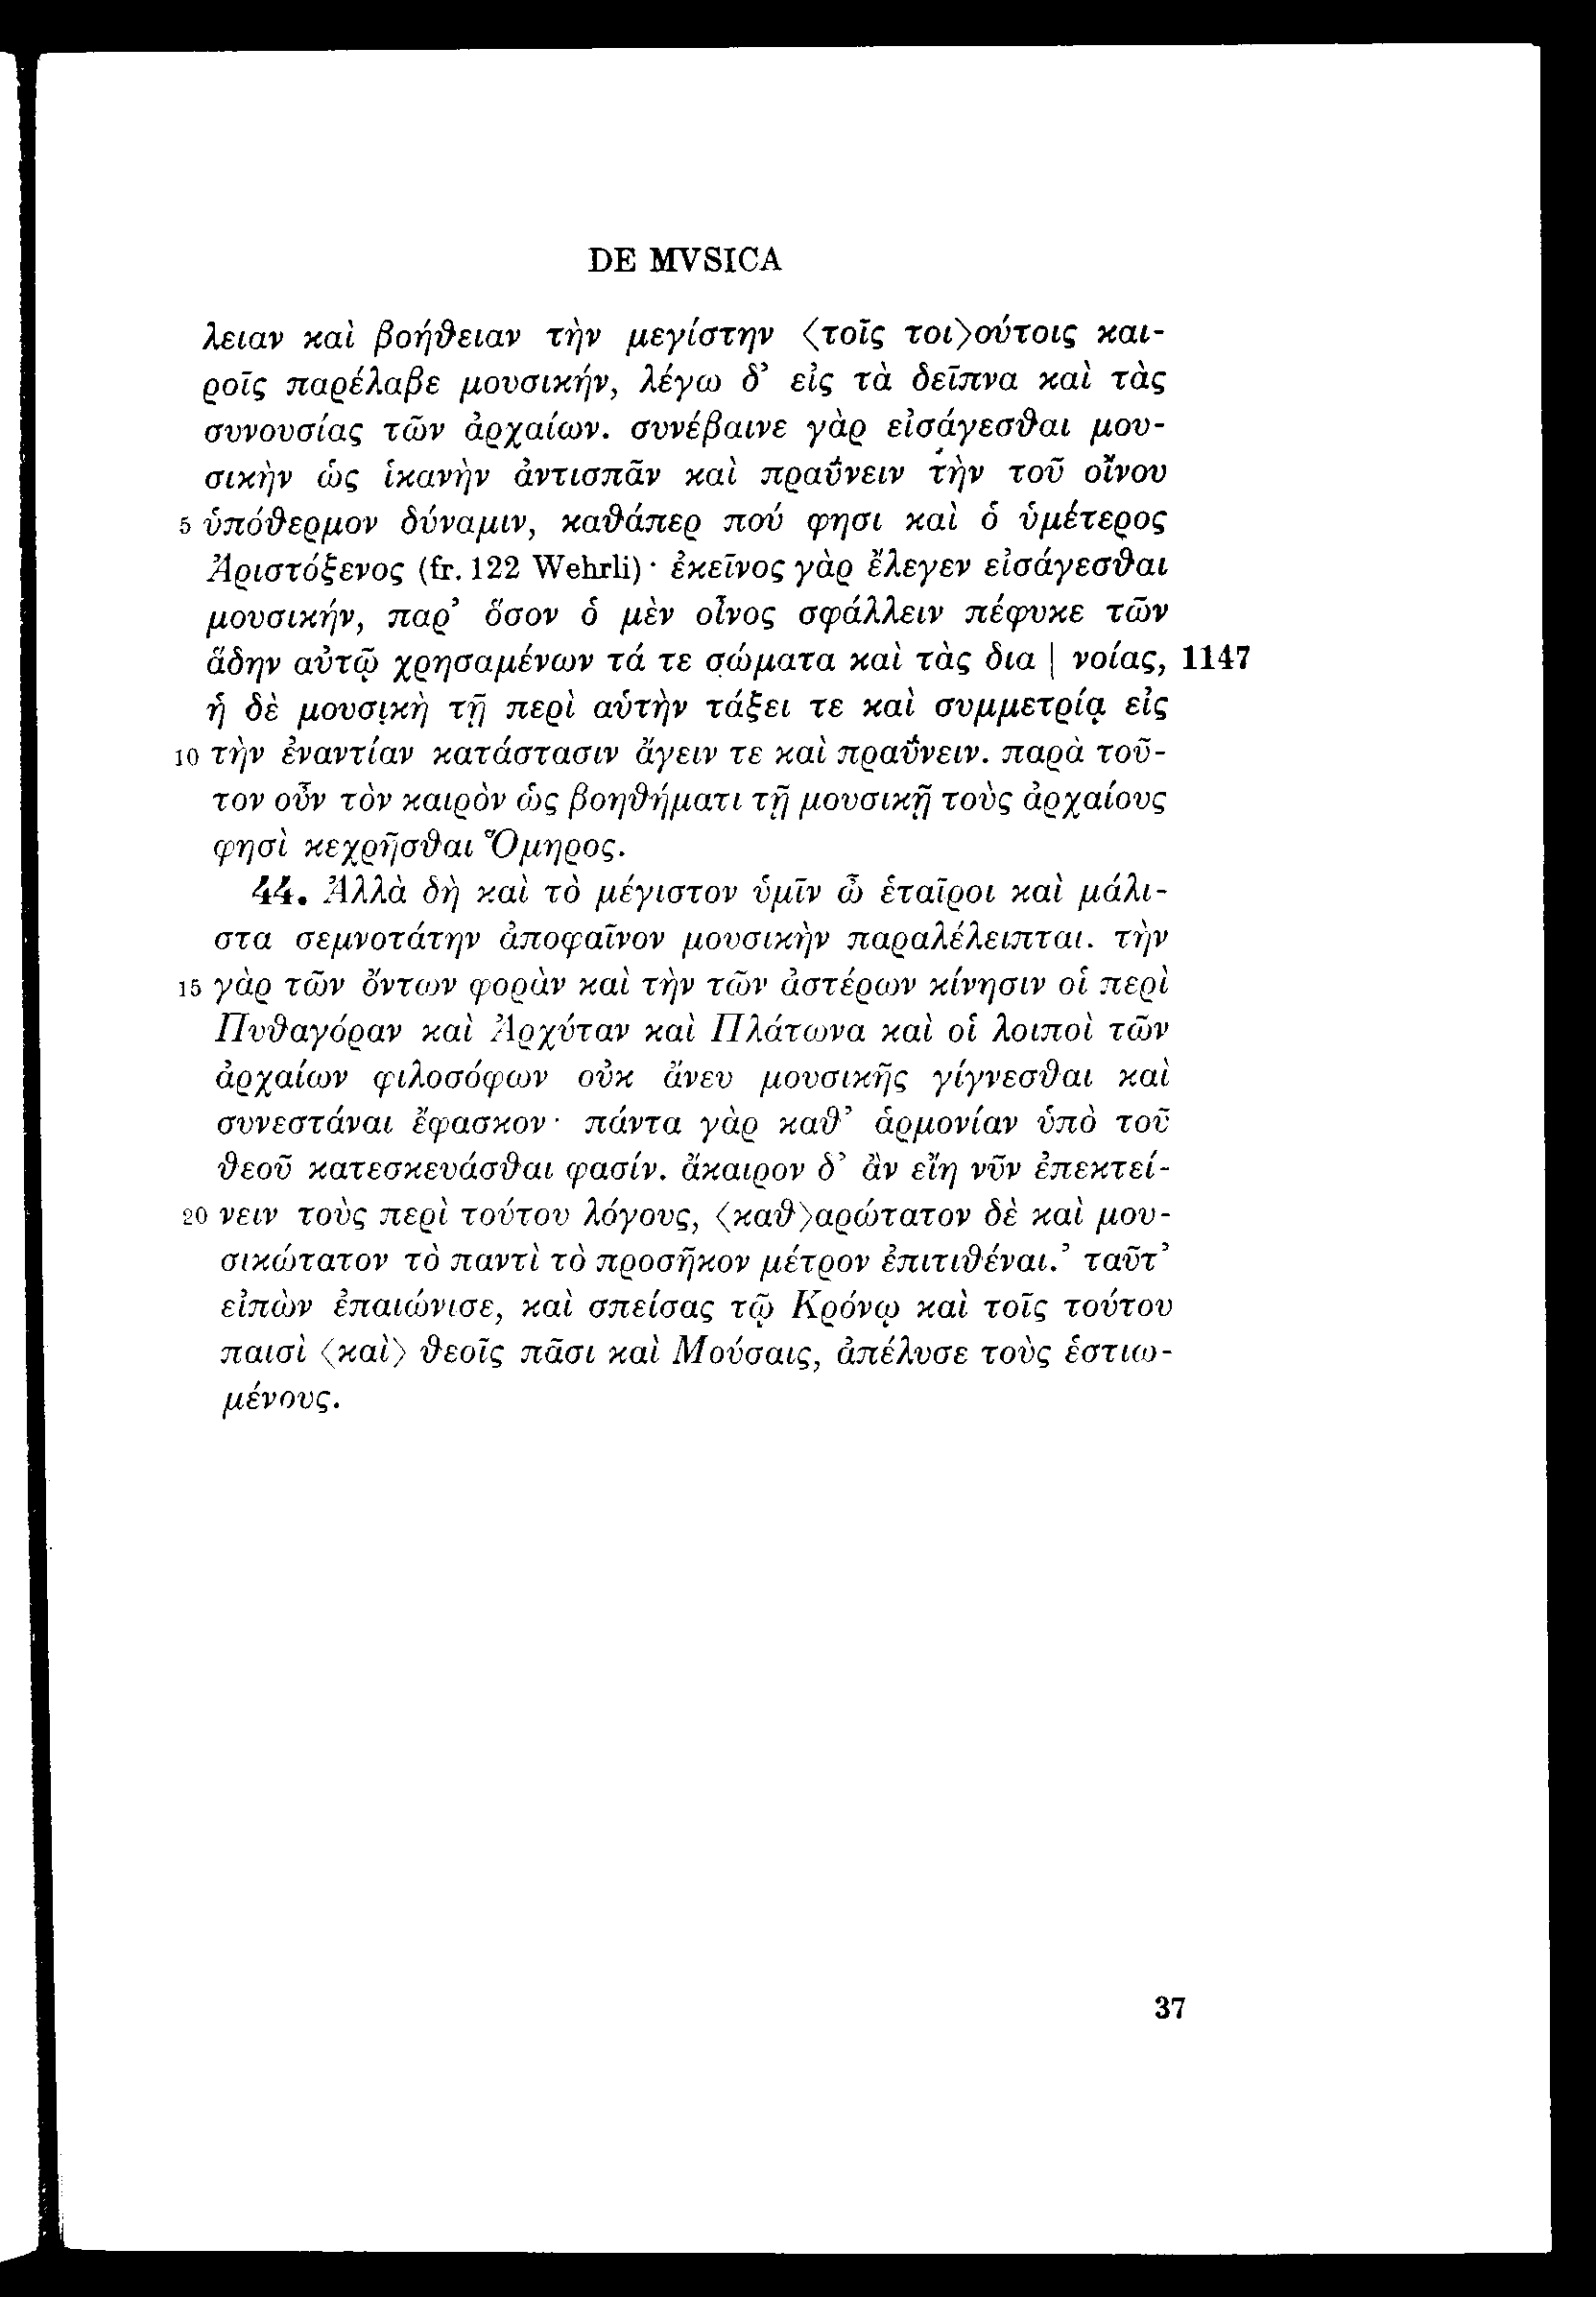 DE MVSICA
λειαν καὶ βοήθειαν τὴν μεγίστην ⟨τοῖς τοι⟩ούτοις και-
ροῖς παρέλαβε μουσικήν, λέγω δ’ εἰς τὰ δεῖπνα καὶ τὰς
συνουσίας τῶν ἀρχαίων. συνέβαινε γὰρ εἰσάγεσθαι μου-
σικὴν ὡς ἱκανὴν ἀντισπᾶν καὶ πραΰνειν τὴν τοῦ οἴνου
5 ὑπόθερμον δύναμιν, καθάπερ πού φησι καὶ ὁ ὑμέτερος
Ἀριστόξενος (fr. 122 Wehrli)· ἐκεῖνος γὰρ ἔλεγεν εἰσάγεσθαι
μουσικήν, παρ’ ὅσον ὁ μὲν οἶνος σφάλλειν πέφυκε τῶν
ἅδην αὐτῷ χρησαμένων τά τε σώματα καὶ τὰς δια | νοίας, 1147
ἡ δὲ μουσικὴ τῇ περὶ αὑτὴν τάξει τε καὶ συμμετρίᾳ εἰς
10 τὴν ἐναντίαν κατάστασιν ἄγειν τε καὶ πραΰνειν. παρὰ τοῦ-
τον οὖν τὸν καιρὸν ὡς βοηθήματι τῇ μουσικῇ τοὺς ἀρχαίους
φησὶ κεχρῆσθαι Ὅμηρος.
44. Ἀλλὰ δὴ καὶ τὸ μέγιστον ὑμῖν ὦ ἑταῖροι καὶ μάλι-
στα σεμνοτάτην ἀποφαῖνον μουσικὴν παραλέλειπται. τὴν
15 γὰρ τῶν ὄντων φορὰν καὶ τὴν τῶν ἀστέρων κίνησιν οἱ περὶ
Πυθαγόραν καὶ Ἀρχύταν καὶ Πλάτωνα καὶ οἱ λοιποὶ τῶν
ἀρχαίων φιλοσόφων οὐκ ἄνευ μουσικῆς γίγνεσθαι καὶ
συνεστάναι ἔφασκον· πάντα γὰρ καθ’ ἁρμονίαν ὑπὸ τοῦ
θεοῦ κατεσκευάσθαι φασίν. ἄκαιρον δ’ ἂν εἴη νῦν ἐπεκτεί-
20 νειν τοὺς περὶ τούτου λόγους, ⟨καθ⟩αρώτατον δὲ καὶ μου-
σικώτατον τὸ παντὶ τὸ προσῆκον μέτρον ἐπιτιθέναι.’ ταῦτ’
εἰπὼν ἐπαιώνισε, καὶ σπείσας τῷ Κρόνῳ καὶ τοῖς τούτου
παισὶ ⟨καὶ⟩ θεοῖς πᾶσι καὶ Μούσαις, ἀπέλυσε τοὺς ἑστιω-
μένους.
37